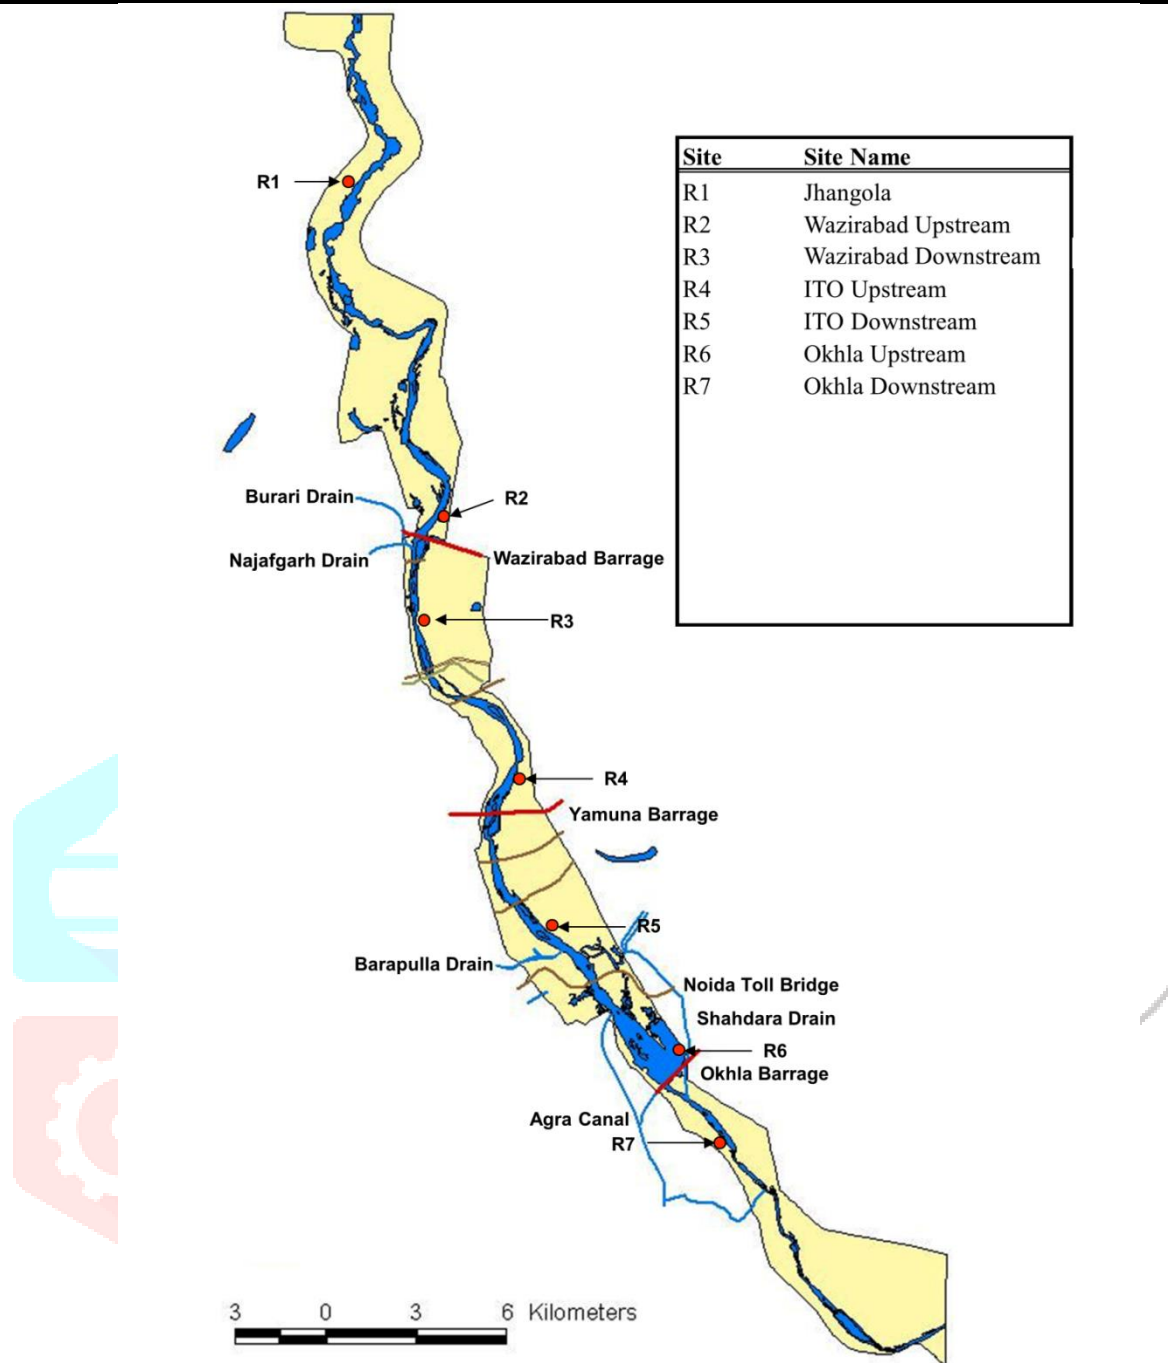 Site Site Name
R1 Jhangola
R2 Wazirabad Upstream
R3 Wazirabad Downstream
R4 ITO Upstream
R5 ITO Downstream
R6 Okhla Upstream
R7 Okhla Downstream
R1
Burari Drain
R2
Najafgarh Drain
Wazirabad Barrage
R3
R4
Yamuna Barrage
R5
Barapulla Drain
Noida Toll Bridge
Shahdara Drain
R6
Okhla Barrage
Agra Canal
R7
3 0 3 6 Kilometers